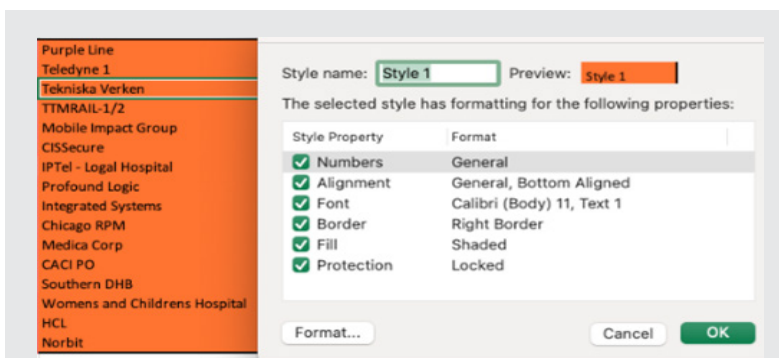 Purple Line
Teledyne 1
Tekniska Verken
TTMRAIL-1/2
Mobile Impact Group
CISSecure
IPTel - Logal Hospital
Profound Logic
Integrated Systems
Chicago RPM
Medica Corp
CACI PO
Southern DHB
Womens and Childrens Hospital
HCL
Norbit
Style name: Style 1 Preview: Style 1
The selected style has formatting for the following properties:
Style Property Format
Numbers General
Alignment General, Bottom Aligned
Font Calibri (Body) 11, Text 1
Border Right Border
Fill Shaded
Protection Locked
Format... Cancel OK